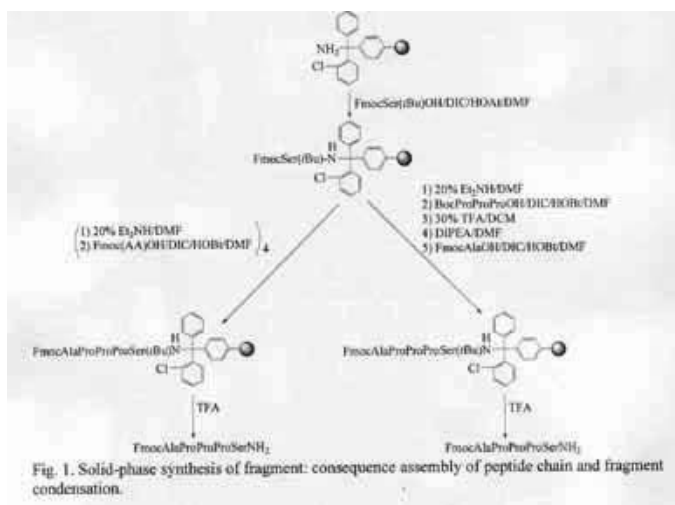 NH₂
Cl
FmocSer(tBu)OH/DIC/HOAt/DMF
H
FmocSer(tBu)-N
Cl
1) 20% Et₂NH/DMF
2) BocProProProOH/DIC/HOBt/DMF
3) 30% TFA/DCM
4) DIPEA/DMF
5) FmocAlaOH/DIC/HOBt/DMF
(1) 20% Et₂NH/DMF
2) Fmoc(AA)OH/DIC/HOBt/DMF)₄
H
FmocAlaProProProSer(tBu)N
Cl
H
FmocAlaProProProSer(tBu)N
Cl
TFA
TFA
FmocAlaProProProSerNH₂
FmocAlaProProProSerNH₂
Fig. 1. Solid-phase synthesis of fragment: consequence assembly of peptide chain and fragment
condensation.